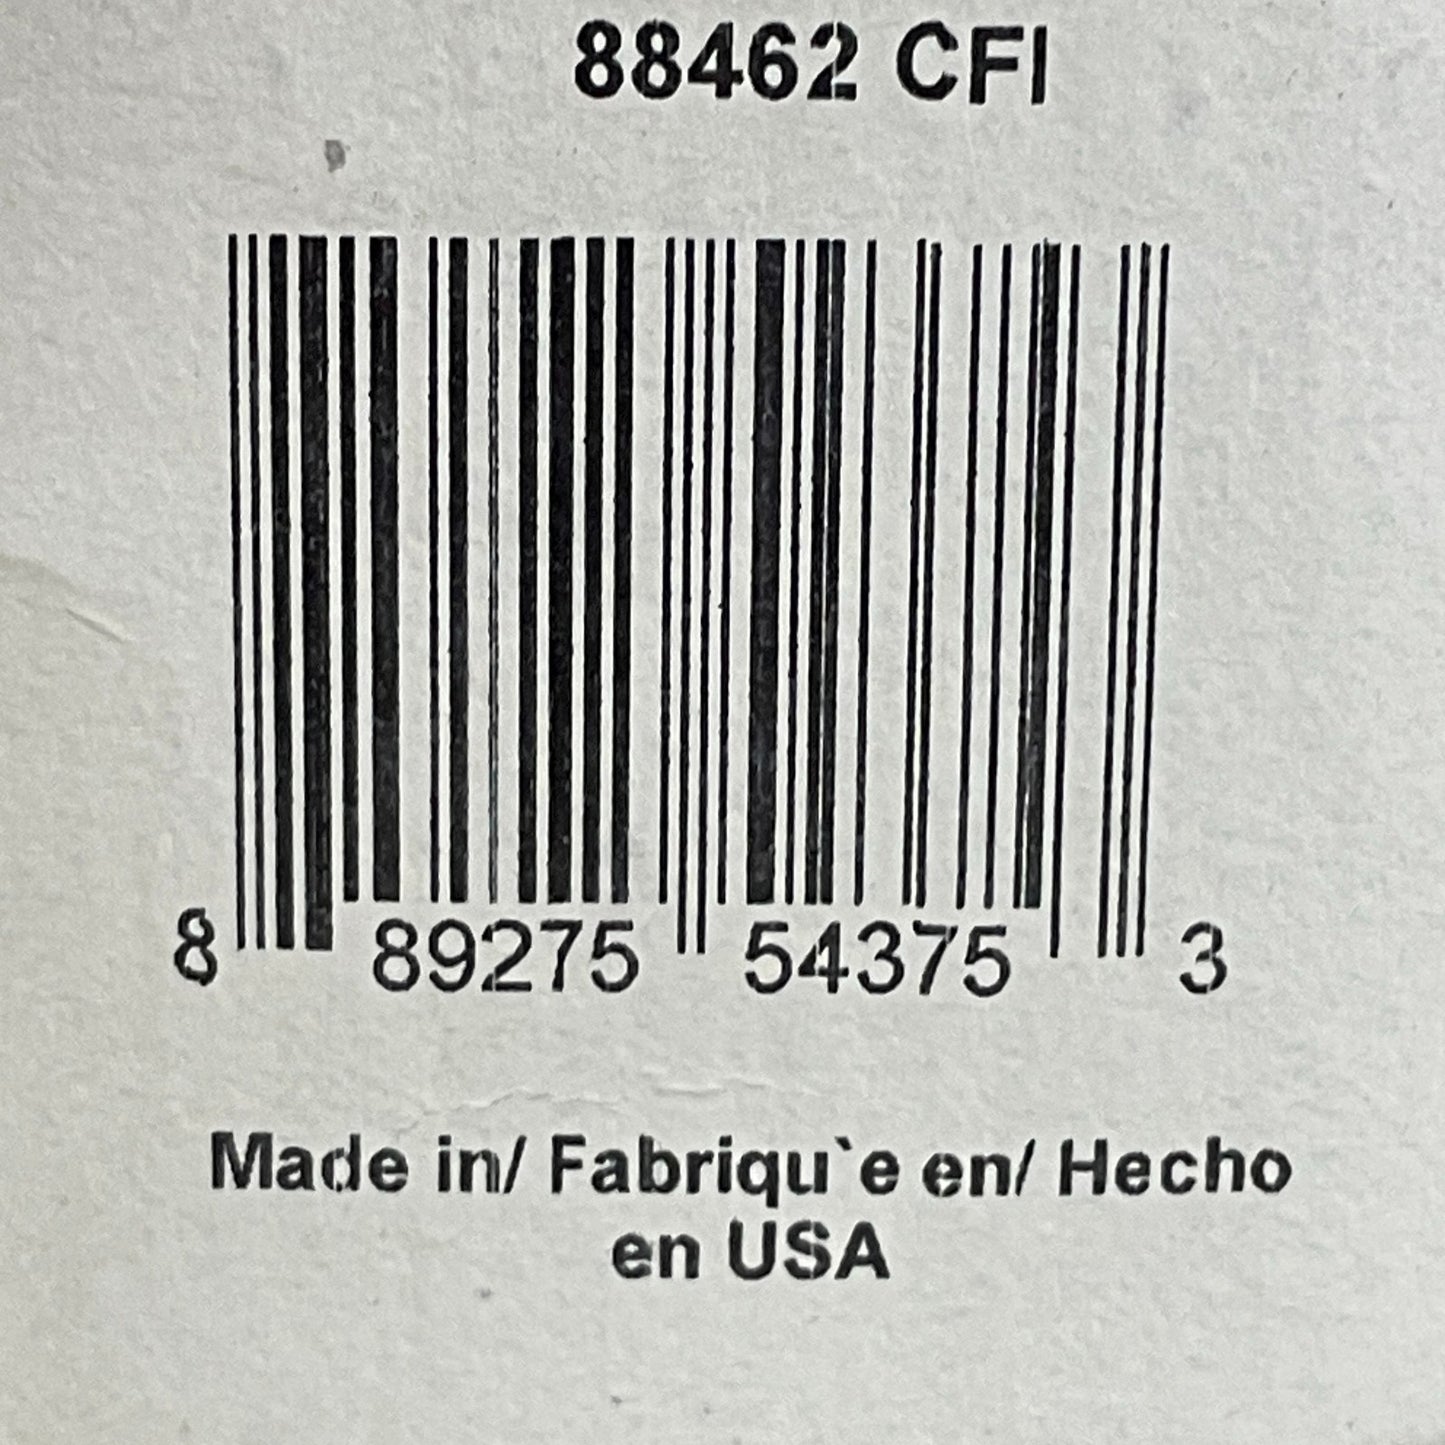 88462 CFI
8 89275 54375 3
Made in/ Fabriqu`e en/ Hecho
en USA